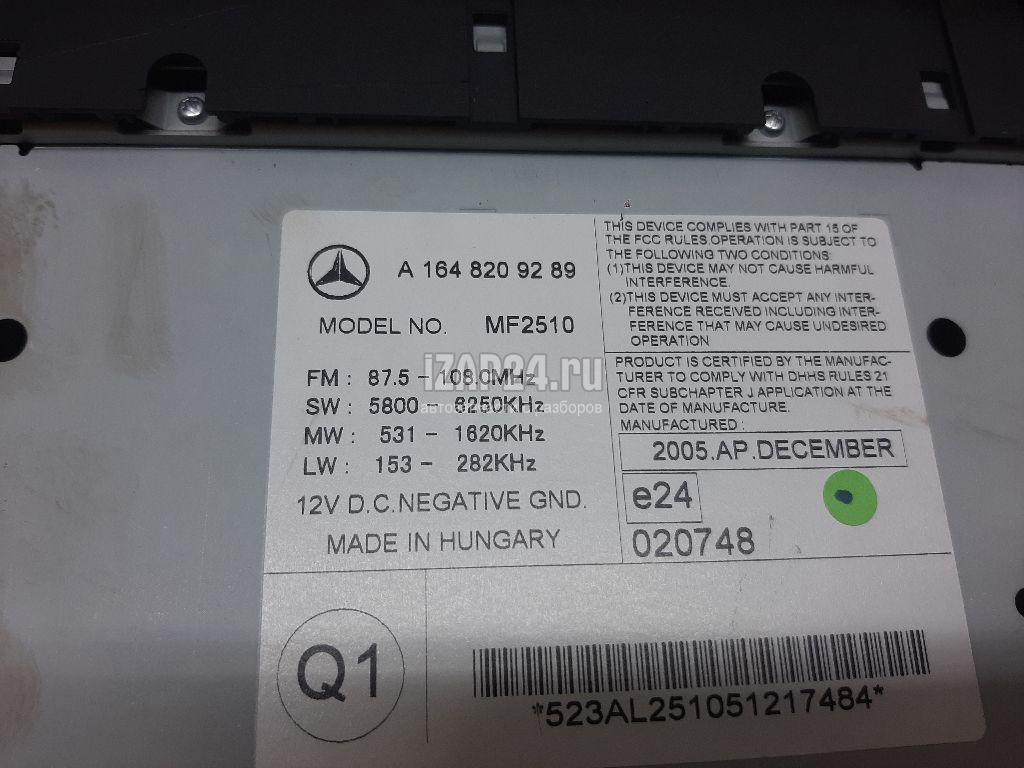 A 164 820 92 89
MODEL NO. MF2510
FM : 87.5 - 108.0MHz
SW : 5800 - 6250KHz
MW : 531 - 1620KHz
LW : 153 - 282KHz
12V D.C.NEGATIVE GND.
MADE IN HUNGARY
THIS DEVICE COMPLIES WITH PART 15 OF
THE FCC RULES.OPERATION IS SUBJECT TO
THE FOLLOWING TWO CONDITIONS:
(1)THIS DEVICE MAY NOT CAUSE HARMFUL
INTERFERENCE.
(2)THIS DEVICE MUST ACCEPT ANY INTER-
FERENCE RECEIVED INCLUDING INTER-
FERENCE THAT MAY CAUSE UNDESIRED
OPERATION
PRODUCT IS CERTIFIED BY THE MANUFAC-
TURER TO COMPLY WITH DHHS RULES 21
CFR SUBCHAPTER J APPLICATION AT THE
DATE OF MANUFACTURE.
MANUFACTURED :
2005.AP.DECEMBER
e24
020748
Q1
*523AL251051217484*
iZAP24.ru
разборов